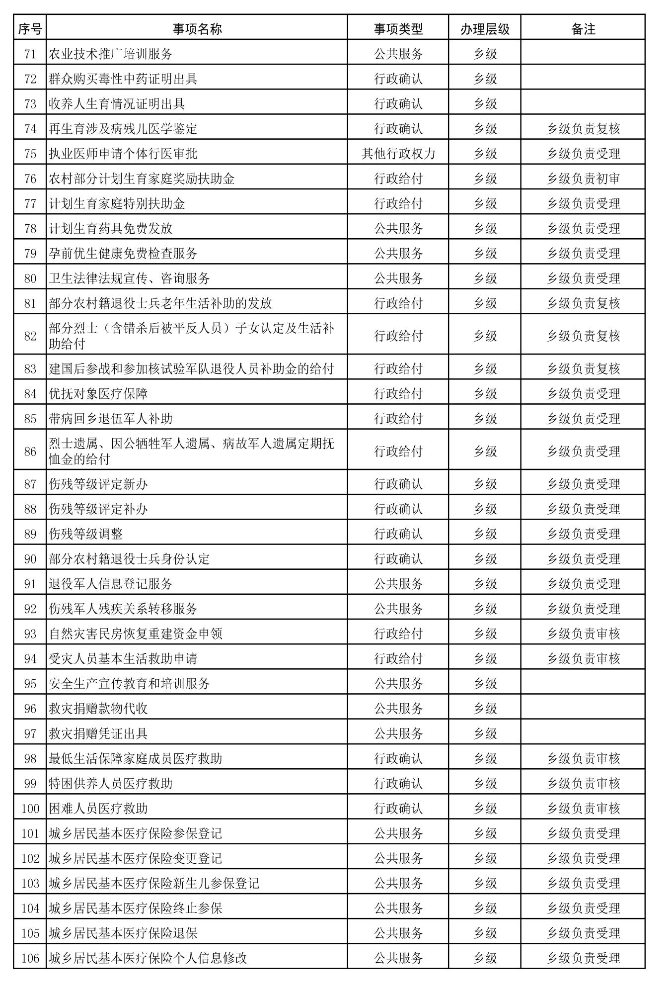 序号 事项名称 事项类型 办理层级 备注
71 农业技术推广培训服务 公共服务 乡级
72 群众购买毒性中药证明出具 行政确认 乡级
73 收养人生育情况证明出具 行政确认 乡级
74 再生育涉及病残儿医学鉴定 行政确认 乡级 乡级负责复核
75 执业医师申请个体行医审批 其他行政权力 乡级 乡级负责受理
76 农村部分计划生育家庭奖励扶助金 行政给付 乡级 乡级负责初审
77 计划生育家庭特别扶助金 行政给付 乡级 乡级负责受理
78 计划生育药具免费发放 公共服务 乡级 乡级负责受理
79 孕前优生健康免费检查服务 公共服务 乡级 乡级负责受理
80 卫生法律法规宣传、咨询服务 公共服务 乡级 乡级负责受理
81 部分农村籍退役士兵老年生活补助的发放 行政给付 乡级 乡级负责复核
82 部分烈士（含错杀后被平反人员）子女认定及生活补
助给付 行政给付 乡级 乡级负责复核
83 建国后参战和参加核试验军队退役人员补助金的给付 行政给付 乡级 乡级负责复核
84 优抚对象医疗保障 行政给付 乡级 乡级负责受理
85 带病回乡退伍军人补助 行政给付 乡级 乡级负责受理
86 烈士遗属、因公牺牲军人遗属、病故军人遗属定期抚
恤金的给付 行政给付 乡级 乡级负责受理
87 伤残等级评定新办 行政确认 乡级 乡级负责受理
88 伤残等级评定补办 行政确认 乡级 乡级负责受理
89 伤残等级调整 行政确认 乡级 乡级负责受理
90 部分农村籍退役士兵身份认定 行政确认 乡级 乡级负责受理
91 退役军人信息登记服务 公共服务 乡级 乡级负责受理
92 伤残军人残疾关系转移服务 公共服务 乡级 乡级负责受理
93 自然灾害民房恢复重建资金申领 行政给付 乡级 乡级负责审核
94 受灾人员基本生活救助申请 行政给付 乡级 乡级负责审核
95 安全生产宣传教育和培训服务 公共服务 乡级
96 救灾捐赠款物代收 公共服务 乡级
97 救灾捐赠凭证出具 公共服务 乡级
98 最低生活保障家庭成员医疗救助 行政确认 乡级 乡级负责审核
99 特困供养人员医疗救助 行政确认 乡级 乡级负责审核
100 困难人员医疗救助 行政确认 乡级 乡级负责审核
101 城乡居民基本医疗保险参保登记 公共服务 乡级 乡级负责受理
102 城乡居民基本医疗保险变更登记 公共服务 乡级 乡级负责受理
103 城乡居民基本医疗保险新生儿参保登记 公共服务 乡级 乡级负责受理
104 城乡居民基本医疗保险终止参保 公共服务 乡级 乡级负责受理
105 城乡居民基本医疗保险退保 公共服务 乡级 乡级负责受理
106 城乡居民基本医疗保险个人信息修改 公共服务 乡级 乡级负责受理